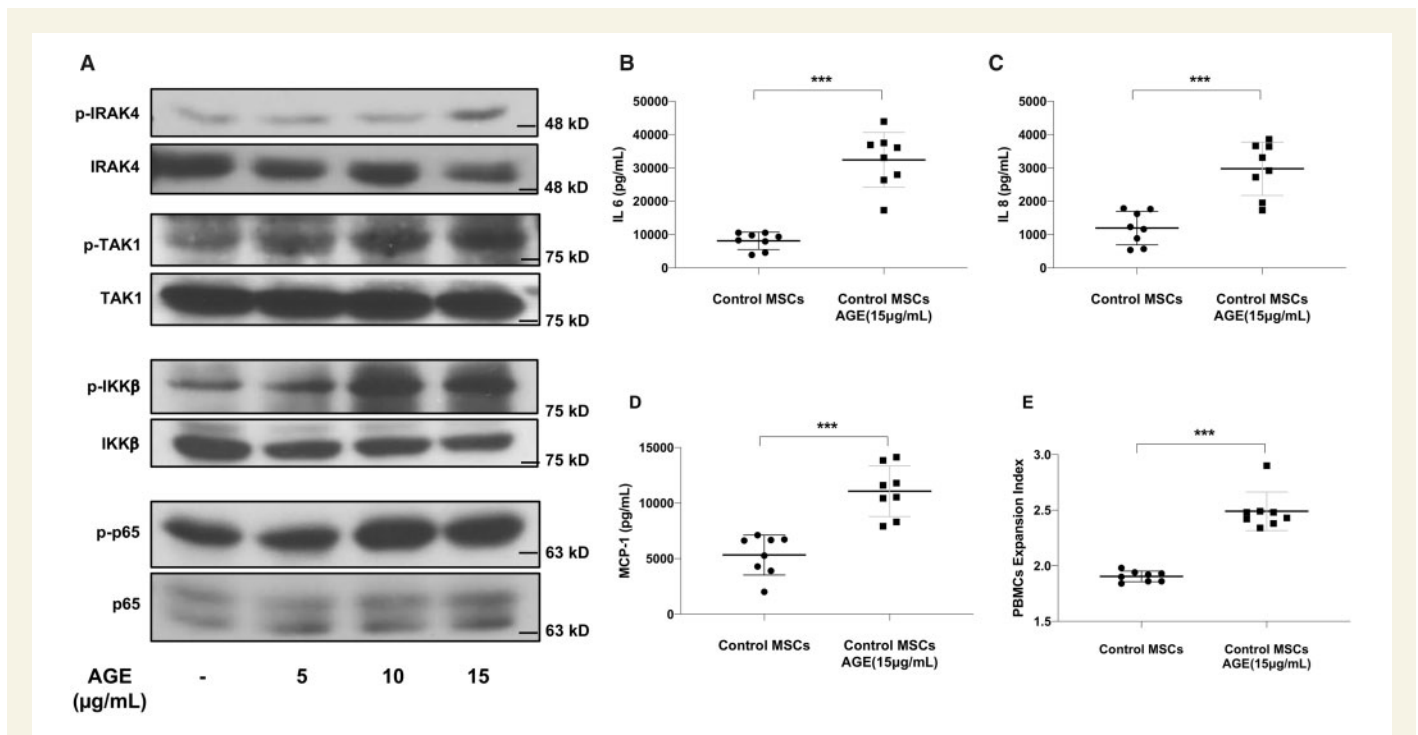 A
p-IRAK4
48 kD
IRAK4
48 kD
p-TAK1
75 kD
TAK1
75 kD
p-IKKβ
75 kD
IKKβ
75 kD
p-p65
63 kD
p65
63 kD
AGE - 5 10 15
(µg/mL)
B
***
IL 6 (pg/mL)
50000
40000
30000
20000
10000
0
Control MSCs
Control MSCs
AGE(15µg/mL)
C
***
IL 8 (pg/mL)
5000
4000
3000
2000
1000
0
Control MSCs
Control MSCs
AGE(15µg/mL)
D
***
MCP-1 (pg/mL)
15000
10000
5000
0
Control MSCs
Control MSCs
AGE(15µg/mL)
E
***
PBMCs Expansion Index
3.0
2.5
2.0
1.5
Control MSCs
Control MSCs
AGE(15µg/mL)